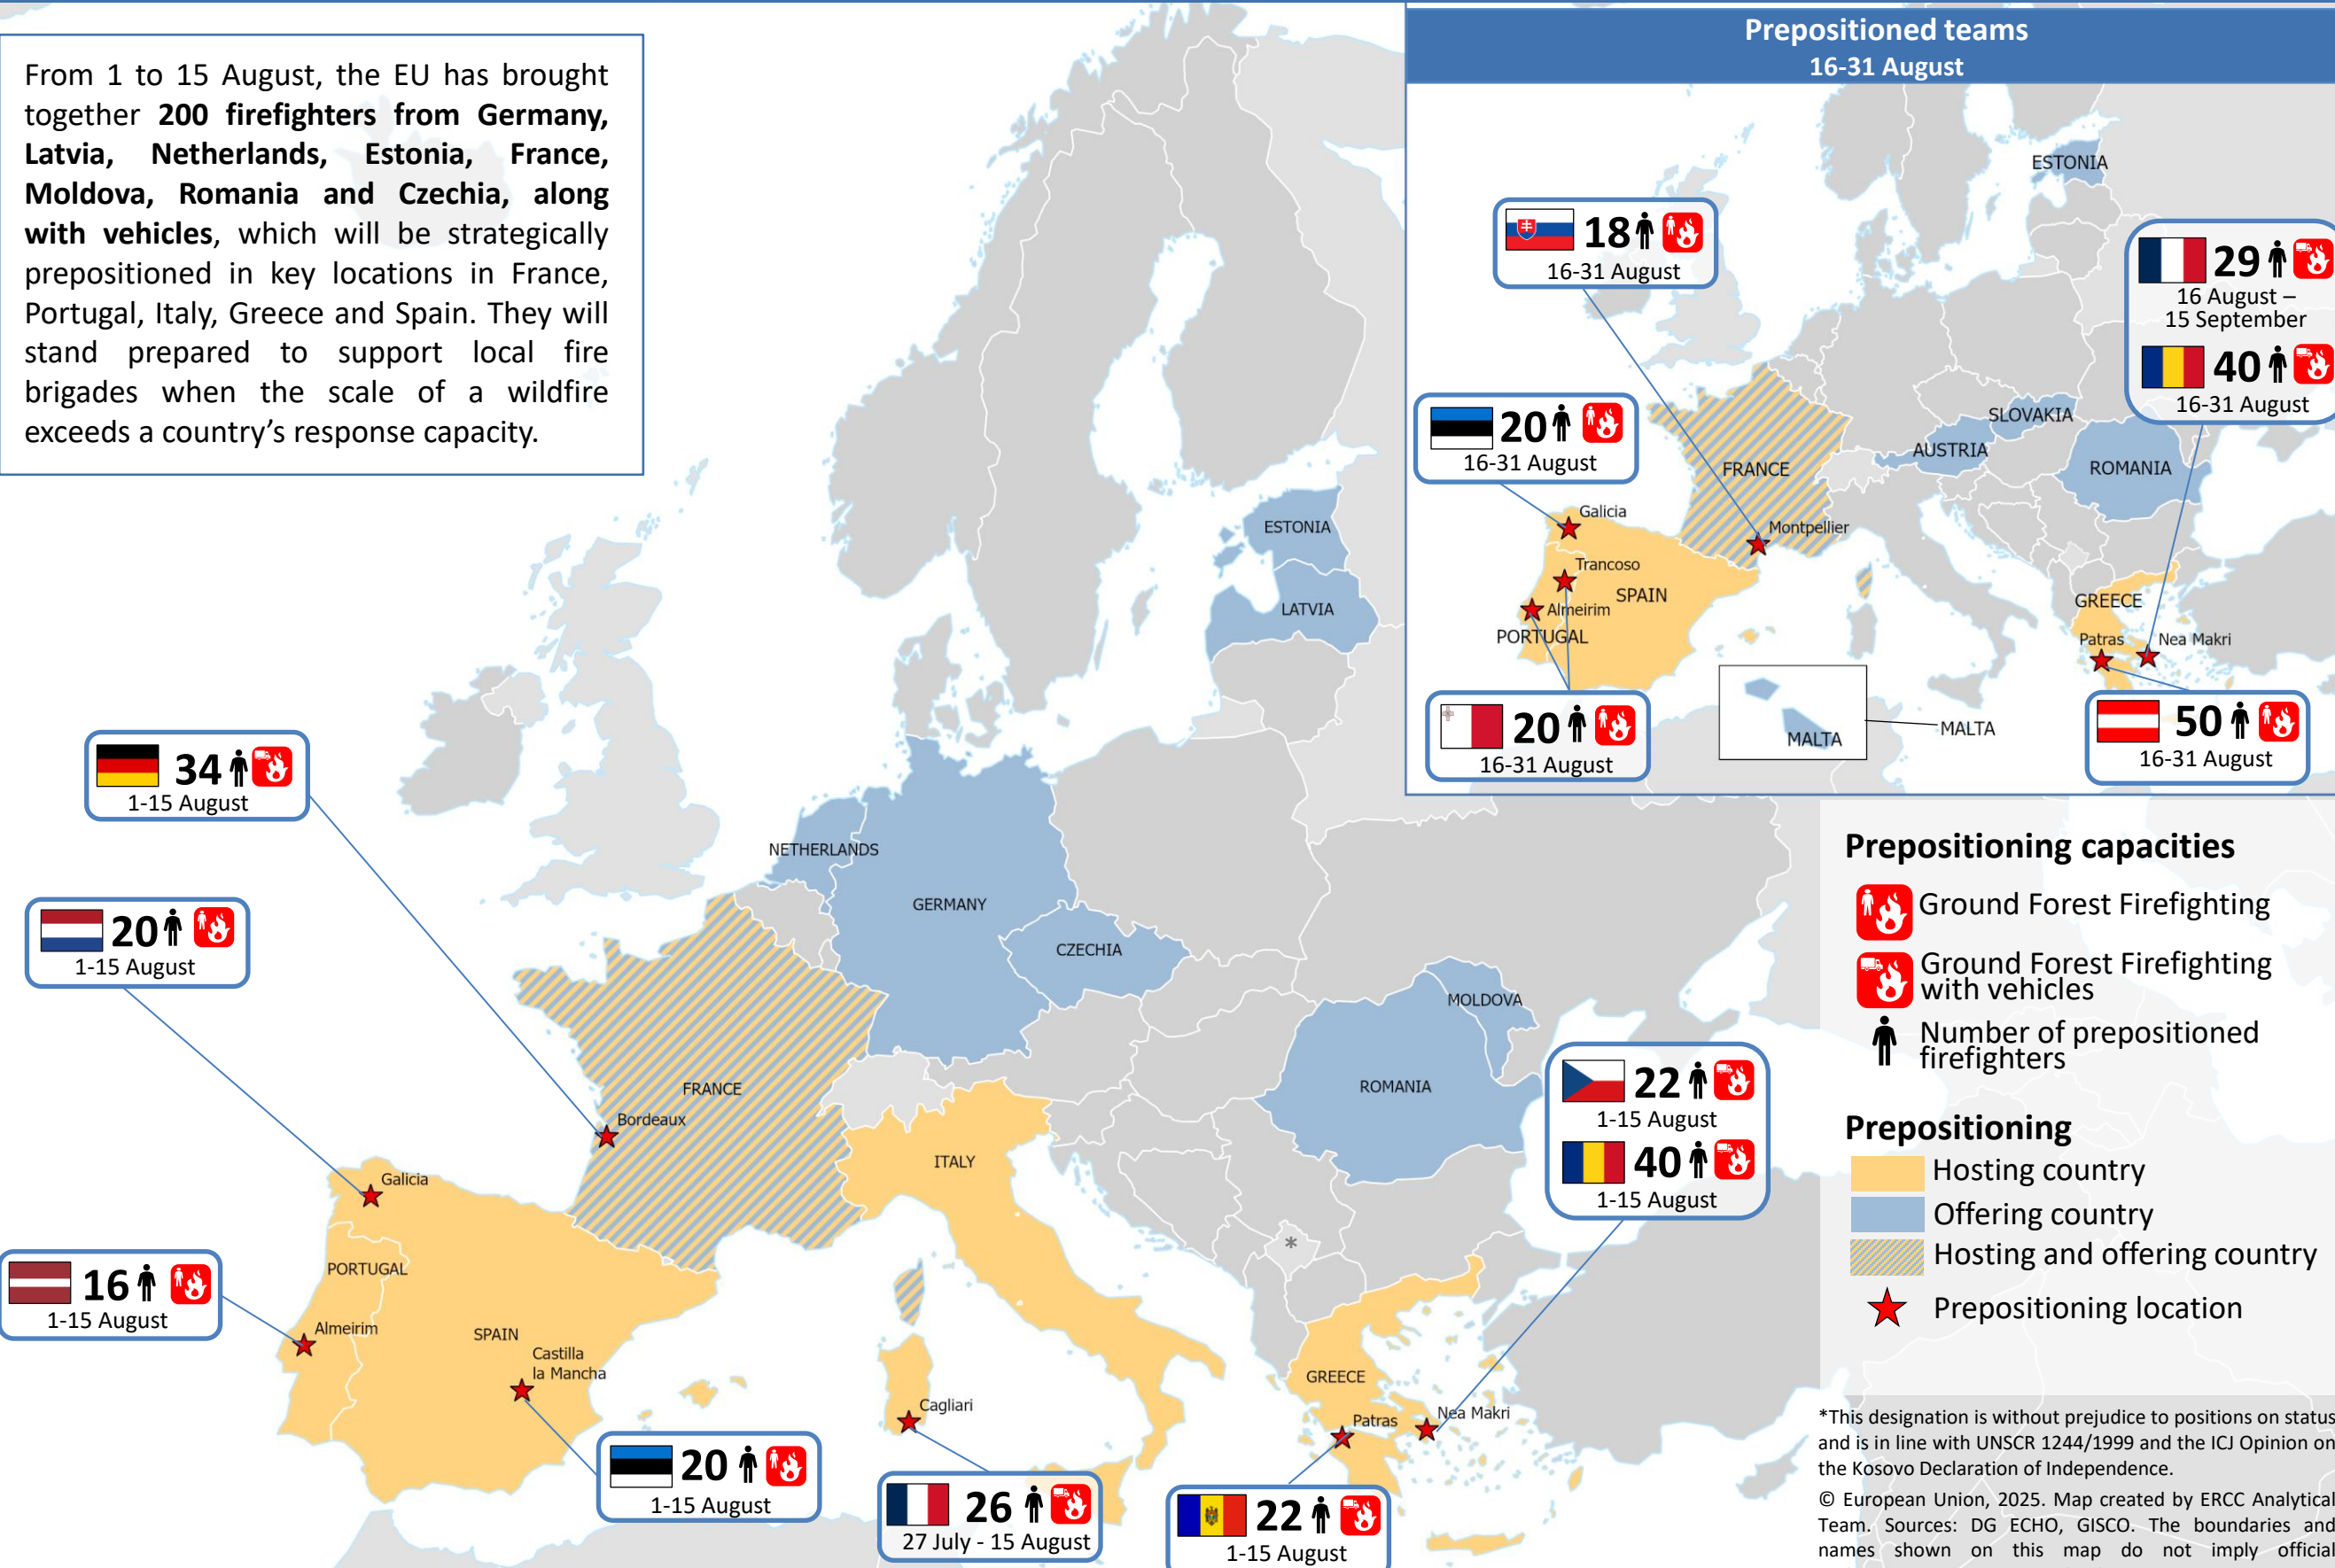 From 1 to 15 August, the EU has brought
together 200 firefighters from Germany,
Latvia, Netherlands, Estonia, France,
Moldova, Romania and Czechia, along
with vehicles, which will be strategically
prepositioned in key locations in France,
Portugal, Italy, Greece and Spain. They will
stand prepared to support local fire
brigades when the scale of a wildfire
exceeds a country’s response capacity.
Prepositioned teams
16-31 August
ESTONIA
18
16-31 August
29
16 August –
15 September
40
16-31 August
20
16-31 August
SLOVAKIA
AUSTRIA
FRANCE
ROMANIA
Galicia
Montpellier
Trancoso
SPAIN
Almeirim
PORTUGAL
GREECE
Patras
Nea Makri
20
16-31 August
MALTA
MALTA
50
16-31 August
ESTONIA
LATVIA
34
1-15 August
NETHERLANDS
GERMANY
CZECHIA
20
1-15 August
MOLDOVA
ROMANIA
FRANCE
Bordeaux
22
1-15 August
40
1-15 August
ITALY
Galicia
*
PORTUGAL
16
1-15 August
Almeirim
SPAIN
Castilla
la Mancha
Cagliari
GREECE
Patras
Nea Makri
20
1-15 August
26
27 July - 15 August
22
1-15 August
Prepositioning capacities
Ground Forest Firefighting
Ground Forest Firefighting
with vehicles
Number of prepositioned
firefighters
Prepositioning
Hosting country
Offering country
Hosting and offering country
Prepositioning location
*This designation is without prejudice to positions on status
and is in line with UNSCR 1244/1999 and the ICJ Opinion on
the Kosovo Declaration of Independence.
© European Union, 2025. Map created by ERCC Analytical
Team. Sources: DG ECHO, GISCO. The boundaries and
names shown on this map do not imply official